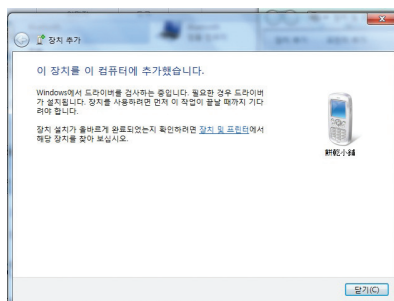 장치 추가
이 장치를 이 컴퓨터에 추가했습니다.
Windows에서 드라이버를 검사하는 중입니다. 필요한 경우 드라이버
가 설치됩니다. 장치를 사용하려면 먼저 이 작업이 끝날 때까지 기다
려야 합니다.
장치 설치가 올바르게 완료되었는지 확인하려면 장치 및 프린터에서
해당 장치를 찾아 보십시오.
餠乾小舖
닫기(C)